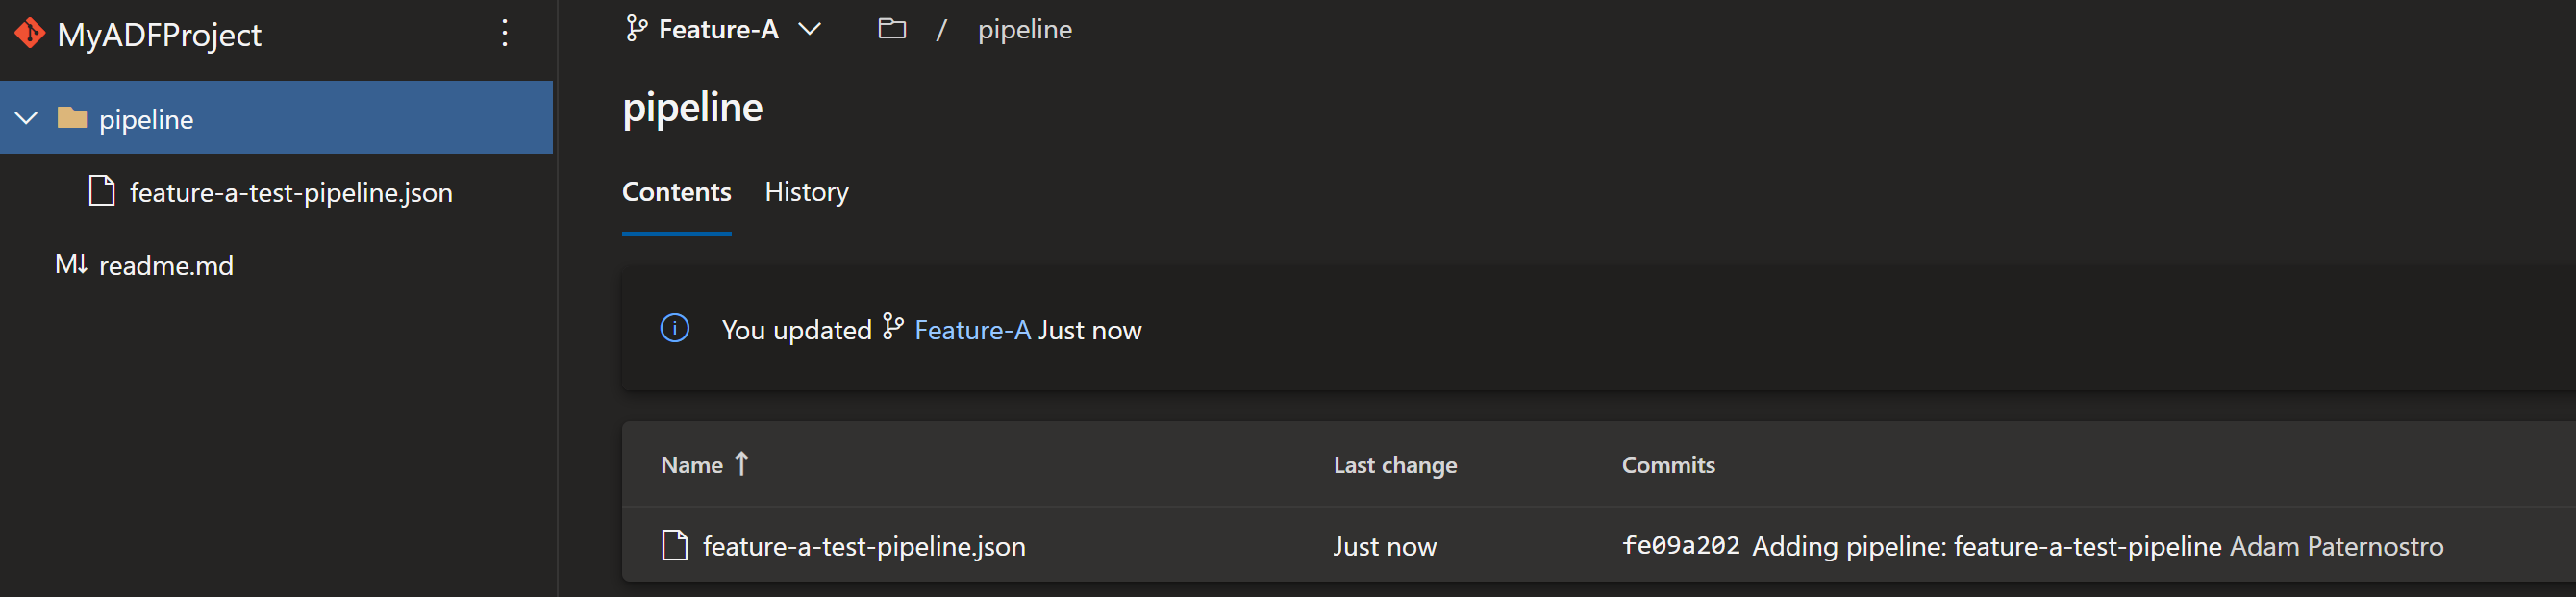 MyADFProject
pipeline
feature-a-test-pipeline.json
M↓ readme.md
Feature-A / pipeline
pipeline
Contents History
You updated Feature-A Just now
Name ↑ Last change Commits
feature-a-test-pipeline.json Just now fe09a202 Adding pipeline: feature-a-test-pipeline Adam Paternostro